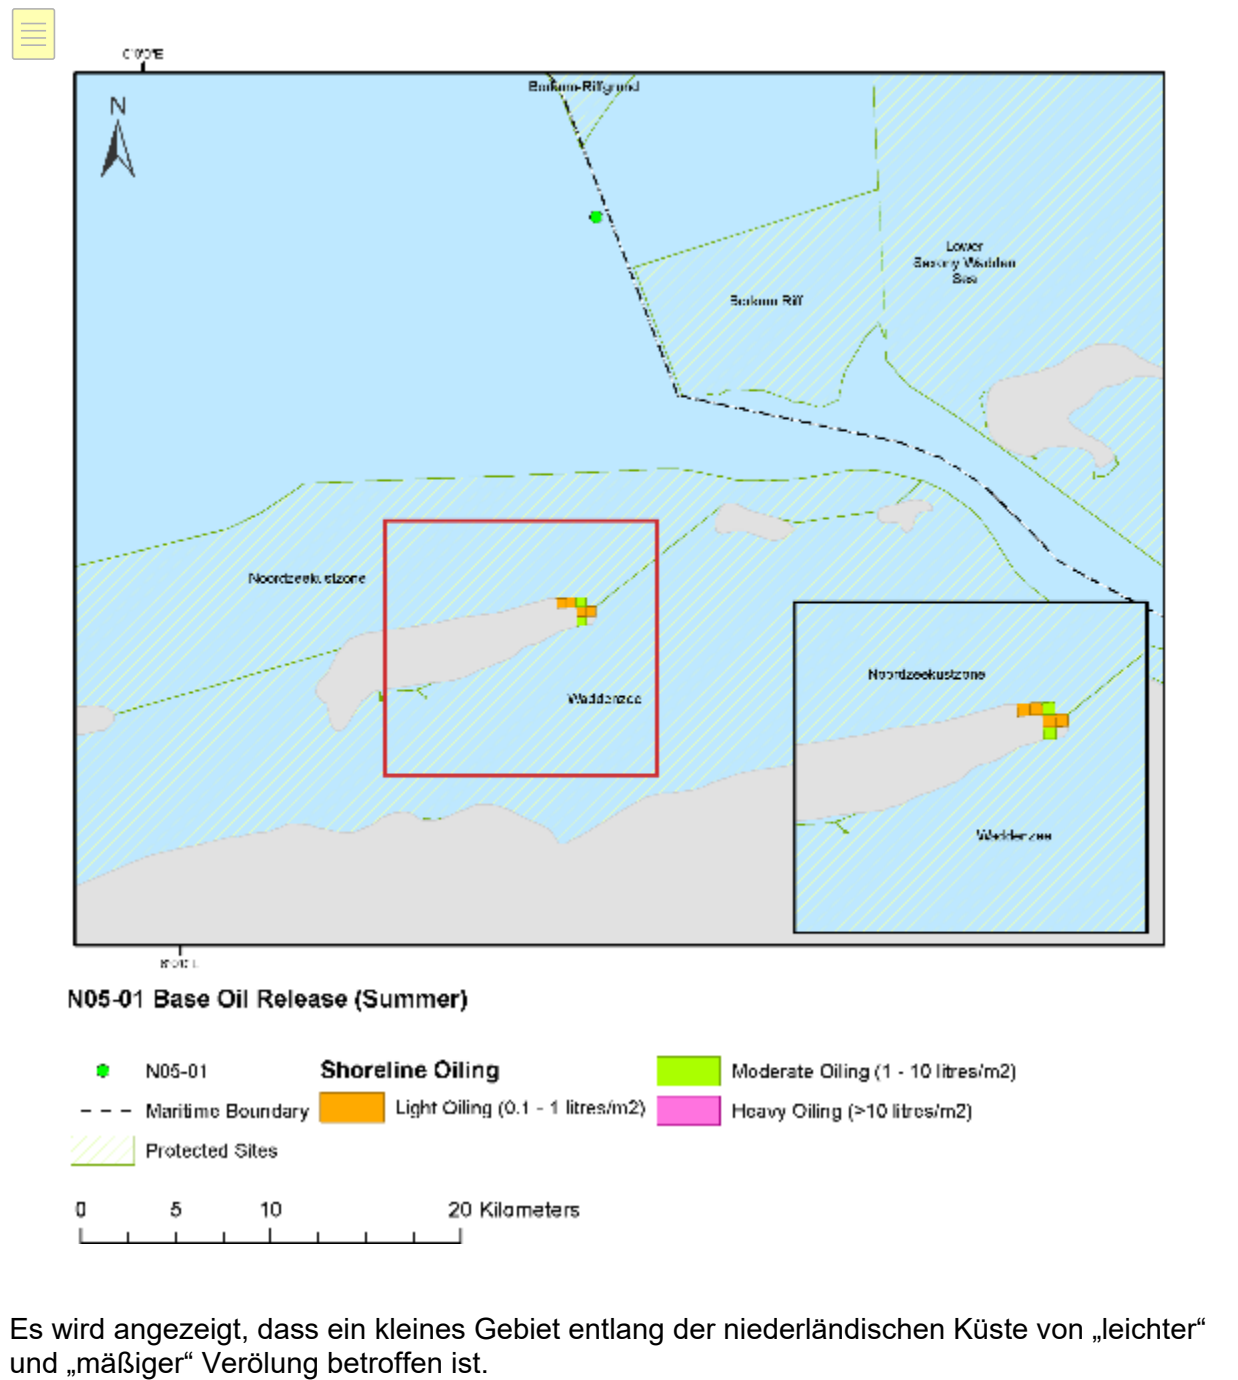 N
Borkum-Riffgrund
Lower
Saxony Wadden
Sea
Borkum Riff
Noordzeekustzone
Waddenzee
Noordzeekustzone
Waddenzee
N05-01 Base Oil Release (Summer)
N05-01
Shoreline Oiling
Moderate Oiling (1 - 10 litres/m2)
Maritime Boundary
Light Oiling (0.1 - 1 litres/m2)
Heavy Oiling (>10 litres/m2)
Protected Sites
0 5 10 20 Kilometers
Es wird angezeigt, dass ein kleines Gebiet entlang der niederländischen Küste von „leichter“
und „mäßiger“ Verölung betroffen ist.